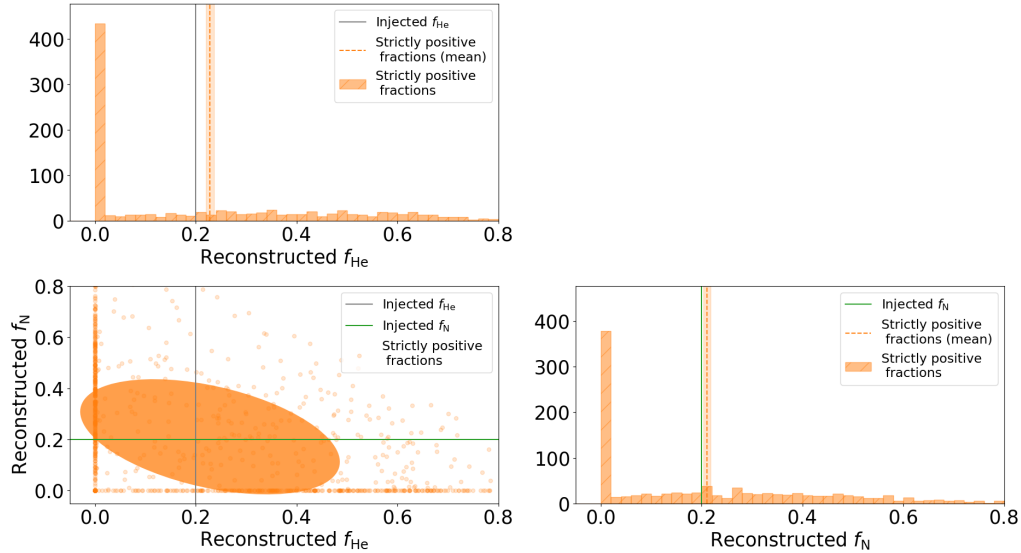 400
300
200
100
0
0.0 0.2 0.4 0.6 0.8
Reconstructed f_He
Injected f_He
Strictly positive
fractions (mean)
Strictly positive
fractions
0.8
0.6
0.4
0.2
0.0
Reconstructed f_N
0.0 0.2 0.4 0.6 0.8
Reconstructed f_He
Injected f_He
Injected f_N
Strictly positive
fractions
400
300
200
100
0
0.0 0.2 0.4 0.6 0.8
Reconstructed f_N
Injected f_N
Strictly positive
fractions (mean)
Strictly positive
fractions